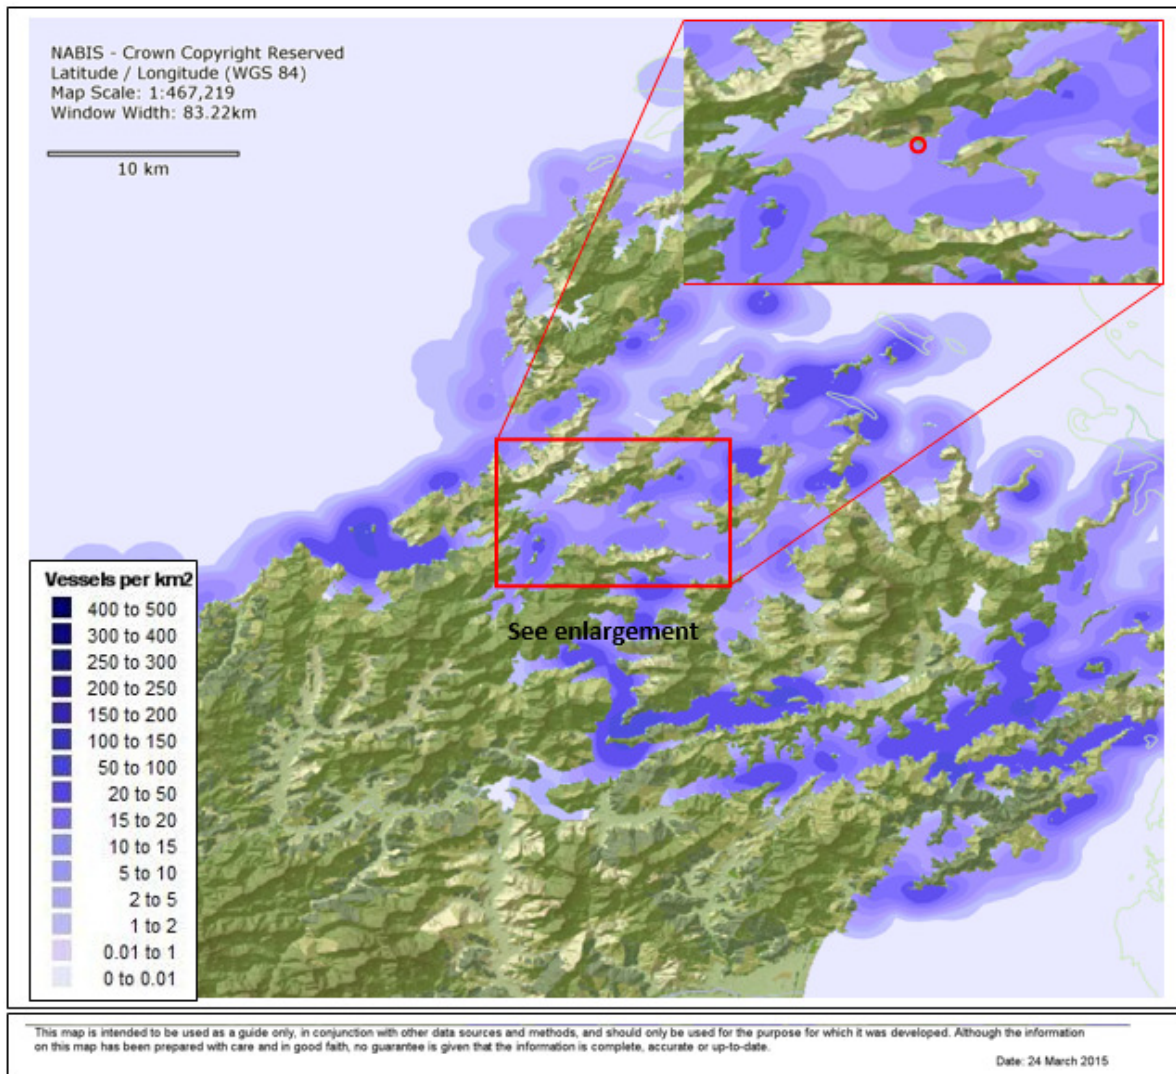 NABIS - Crown Copyright Reserved
Latitude / Longitude (WGS 84)
Map Scale: 1:467,219
Window Width: 83.22km
10 km
See enlargement
Vessels per km2
400 to 500
300 to 400
250 to 300
200 to 250
150 to 200
100 to 150
50 to 100
20 to 50
15 to 20
10 to 15
5 to 10
2 to 5
1 to 2
0.01 to 1
0 to 0.01
This map is intended to be used as a guide only, in conjunction with other data sources and methods, and should only be used for the purpose for which it was developed. Although the information
on this map has been prepared with care and in good faith, no guarantee is given that the information is complete, accurate or up-to-date.
Date: 24 March 2015